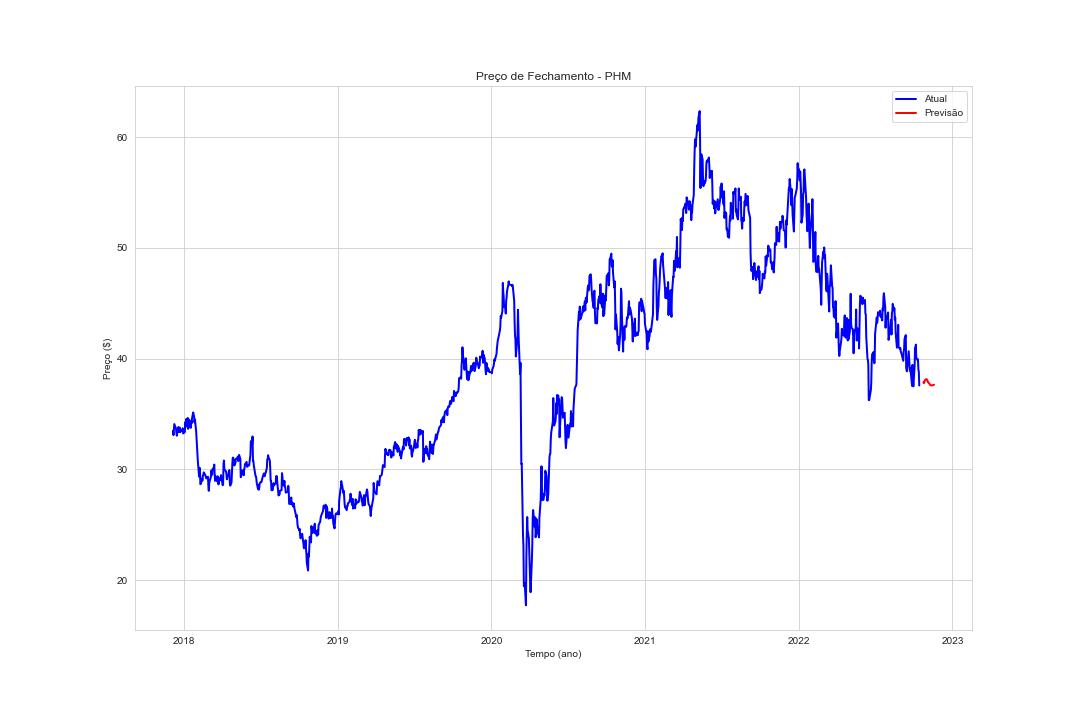 Preço de Fechamento - PHM
Atual
Previsão
60
50
40
30
20
Preço ($)
2018 2019 2020 2021 2022 2023
Tempo (ano)